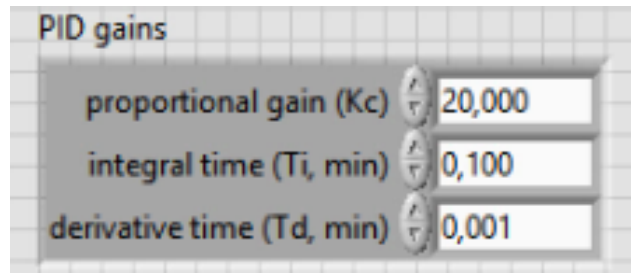 PID gains
proportional gain (Kc) 20,000
integral time (Ti, min) 0,100
derivative time (Td, min) 0,001